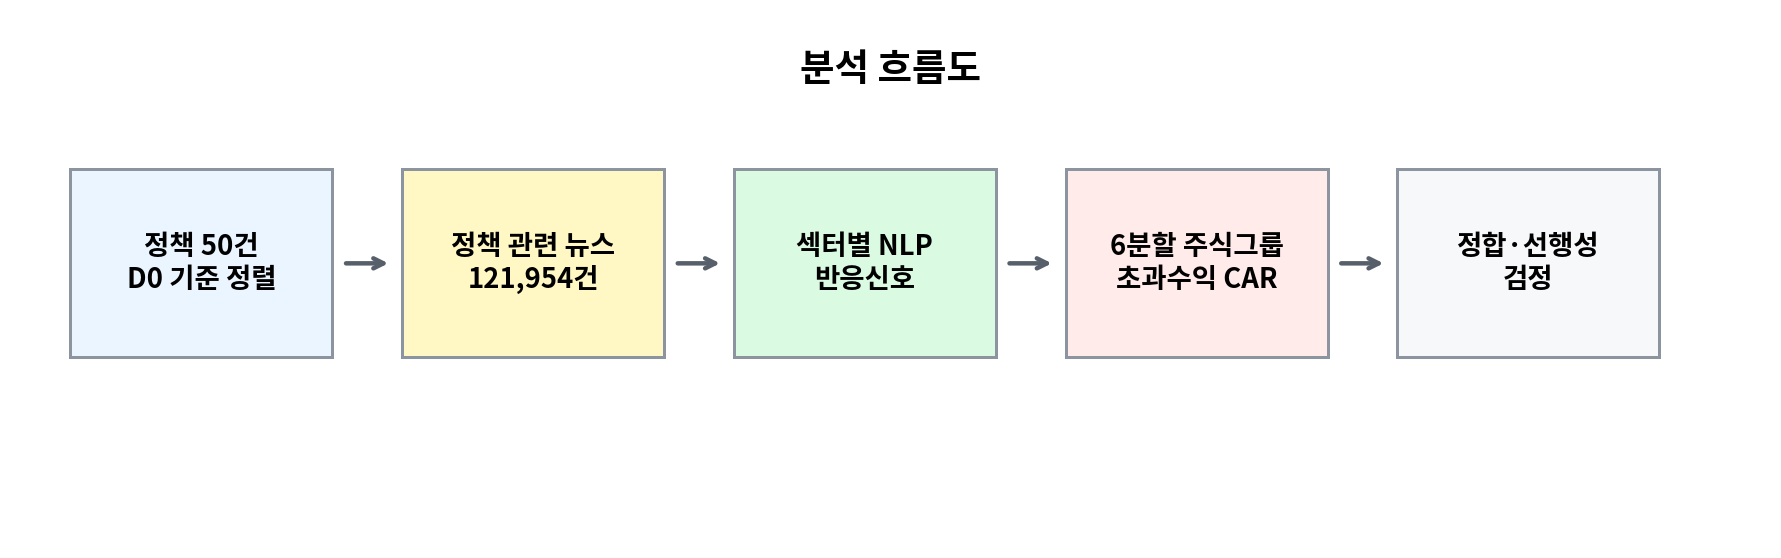 분석 흐름도
정책 50건
D0 기준 정렬
정책 관련 뉴스
121,954건
섹터별 NLP
반응신호
6분할 주식그룹
초과수익 CAR
정합·선행성
검정